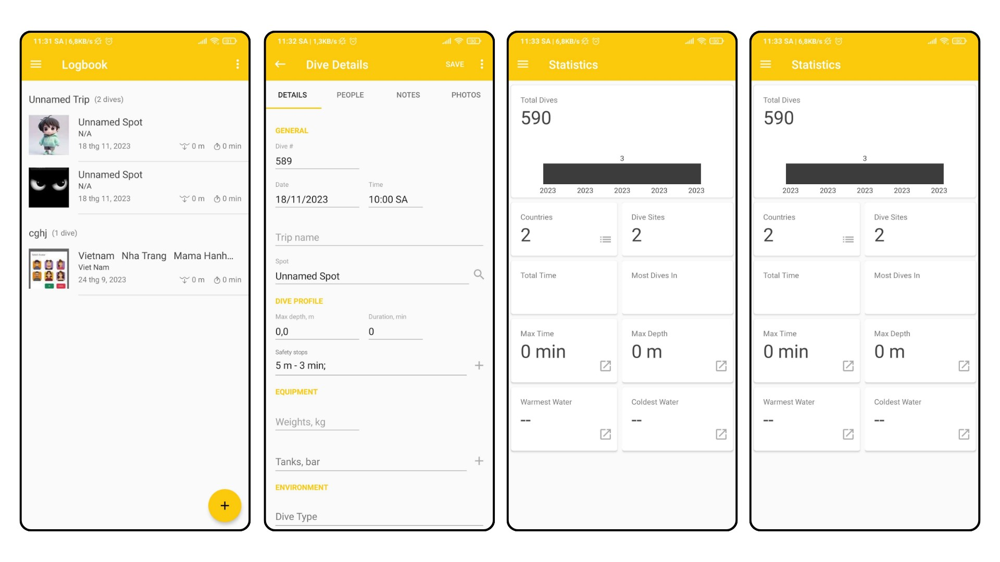 11:31 SA | 6,8KB/s
31
Logbook
Unnamed Trip (2 dives)
Unnamed Spot
N/A
18 thg 11, 2023 0 m 0 min
Unnamed Spot
N/A
18 thg 11, 2023 0 m 0 min
cghj (1 dive)
Vietnam Nha Trang Mama Hanh...
Viet Nam
24 thg 9, 2023 0 m 0 min
+
11:32 SA | 1,3KB/s
30
Dive Details SAVE
DETAILS PEOPLE NOTES PHOTOS
GENERAL
Dive #
589
Date Time
18/11/2023 10:00 SA
Trip name
Spot
Unnamed Spot
DIVE PROFILE
Max depth, m Duration, min
0,0 0
Safety stops
5 m - 3 min; +
EQUIPMENT
Weights, kg
Tanks, bar +
ENVIRONMENT
Dive Type
11:33 SA | 6,8KB/s
30
Statistics
Total Dives
590
3
2023 2023 2023 2023 2023
Countries Dive Sites
2 2
Total Time Most Dives In
Max Time Max Depth
0 min 0 m
Warmest Water Coldest Water
-- --
11:33 SA | 6,8KB/s
30
Statistics
Total Dives
590
3
2023 2023 2023 2023 2023
Countries Dive Sites
2 2
Total Time Most Dives In
Max Time Max Depth
0 min 0 m
Warmest Water Coldest Water
-- --